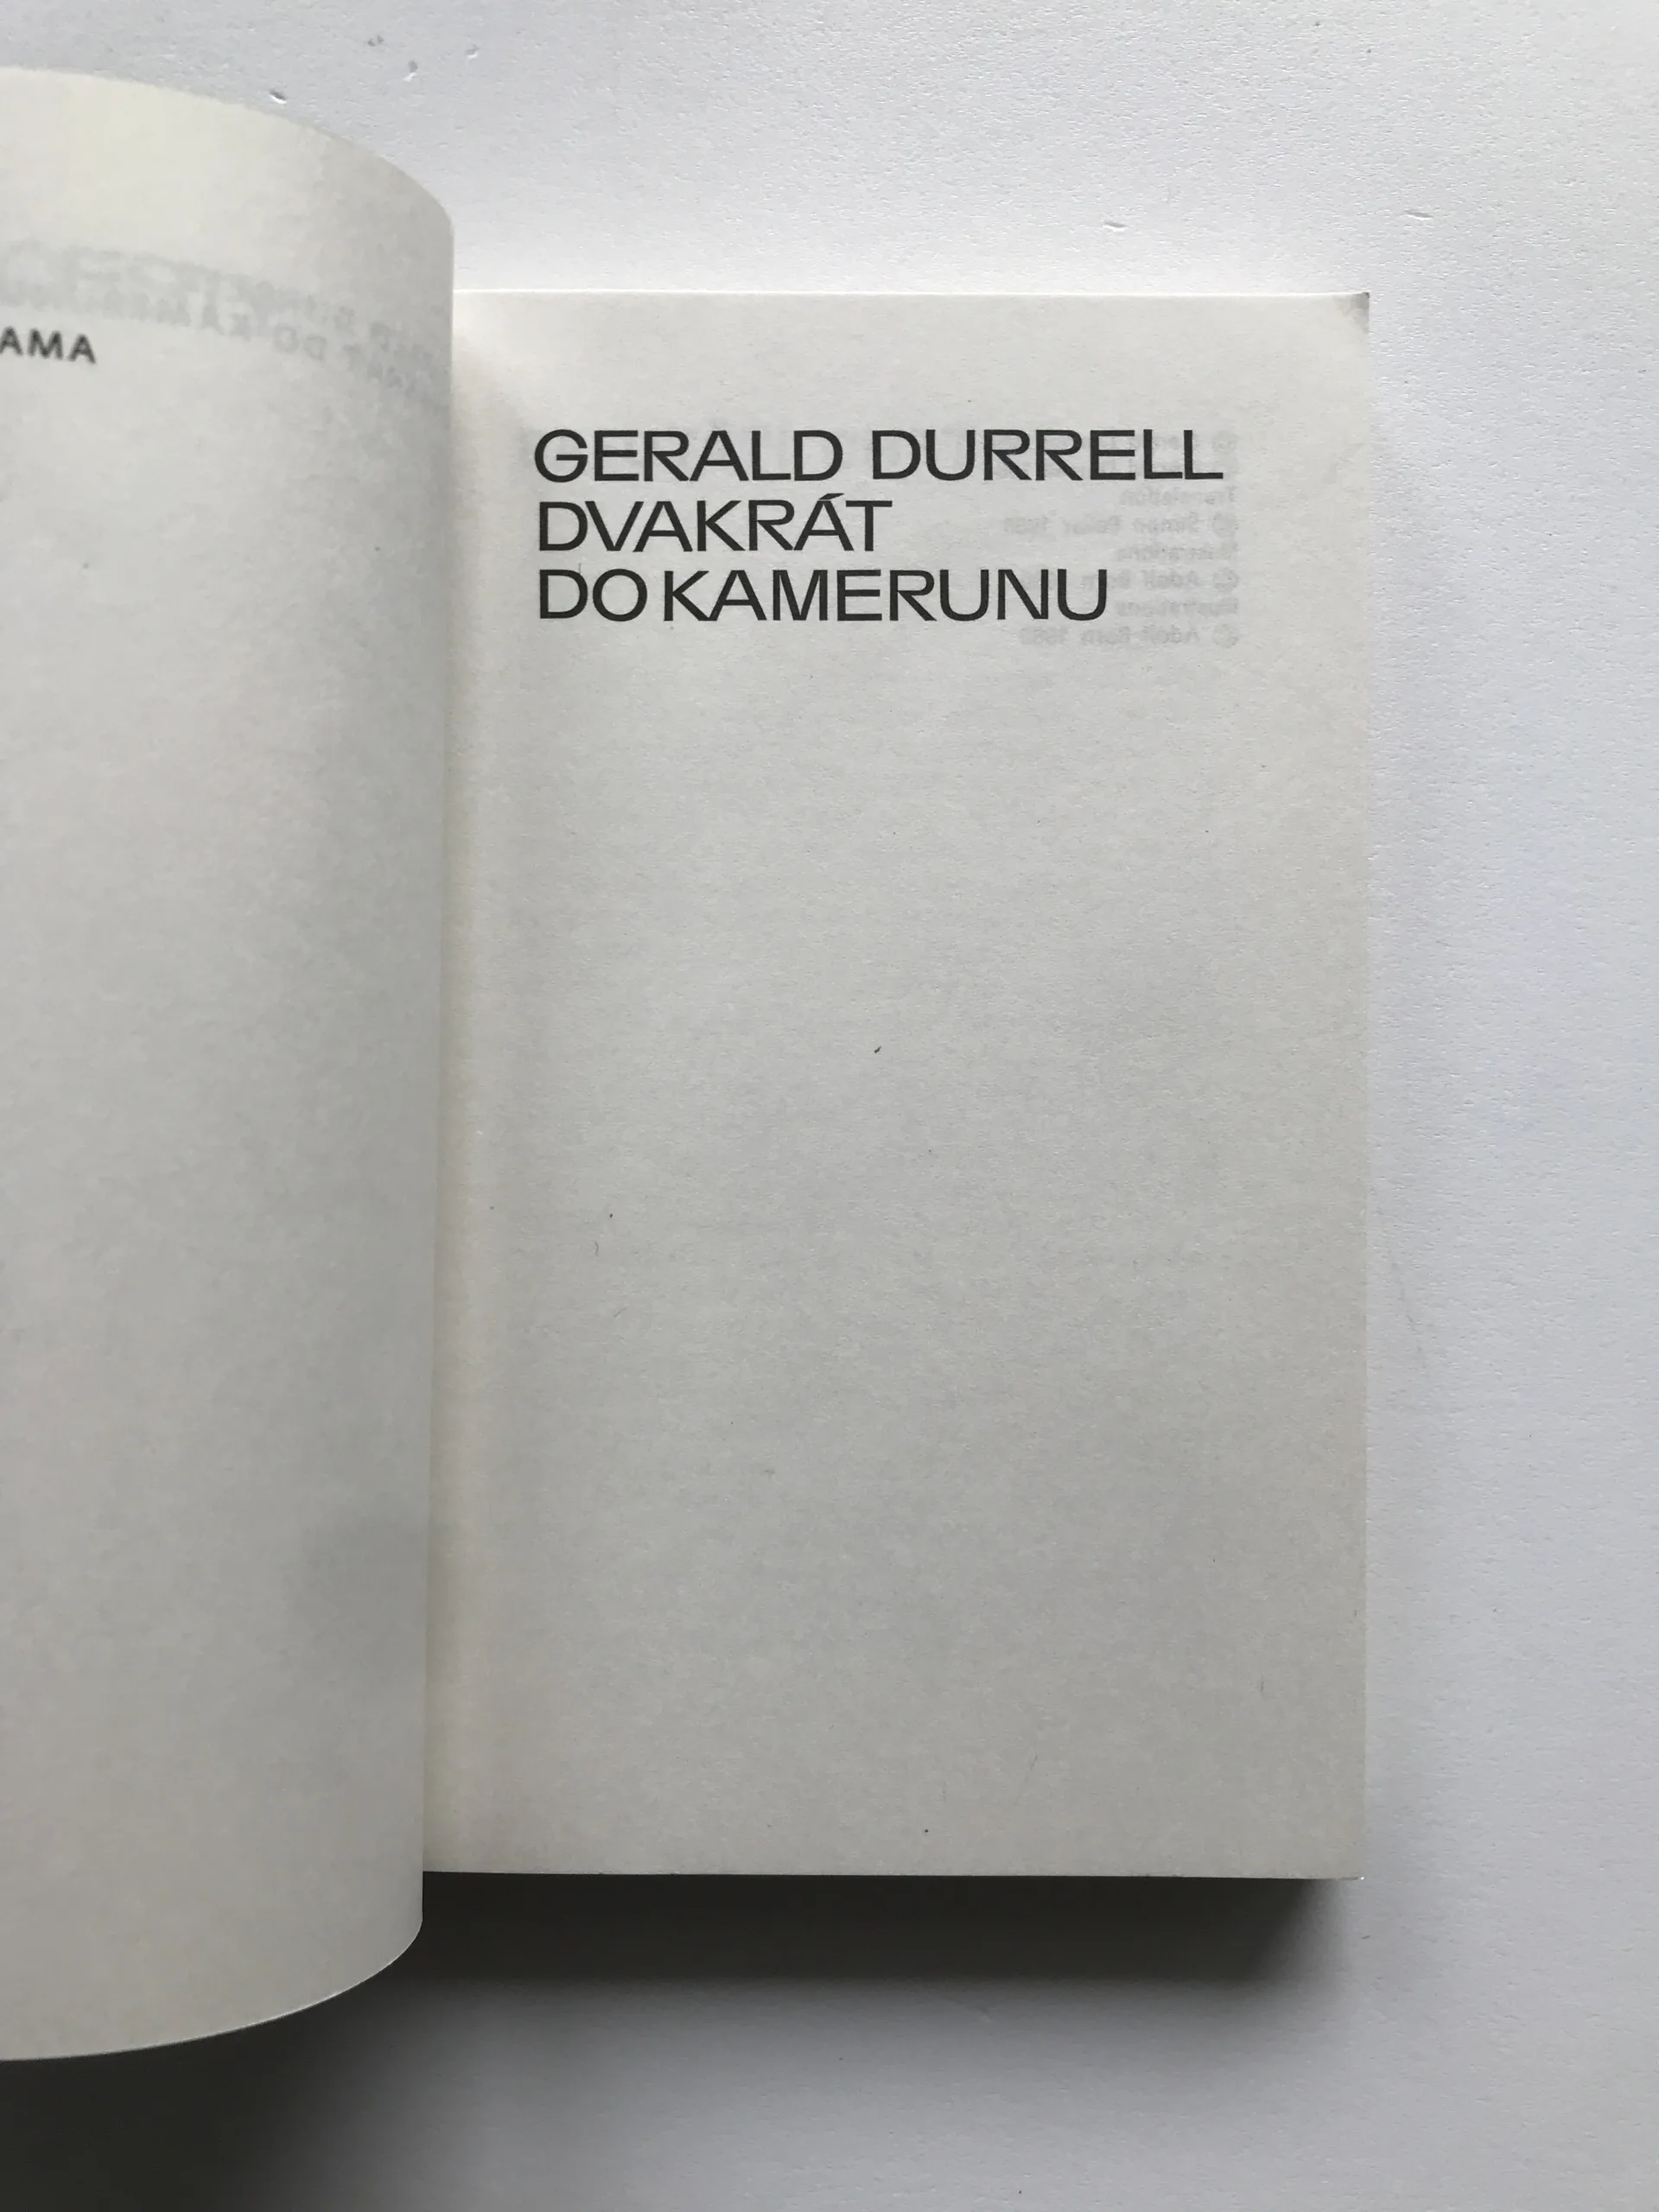 AMA
GERALD DURRELL
DVAKRÁT
DO KAMERUNU